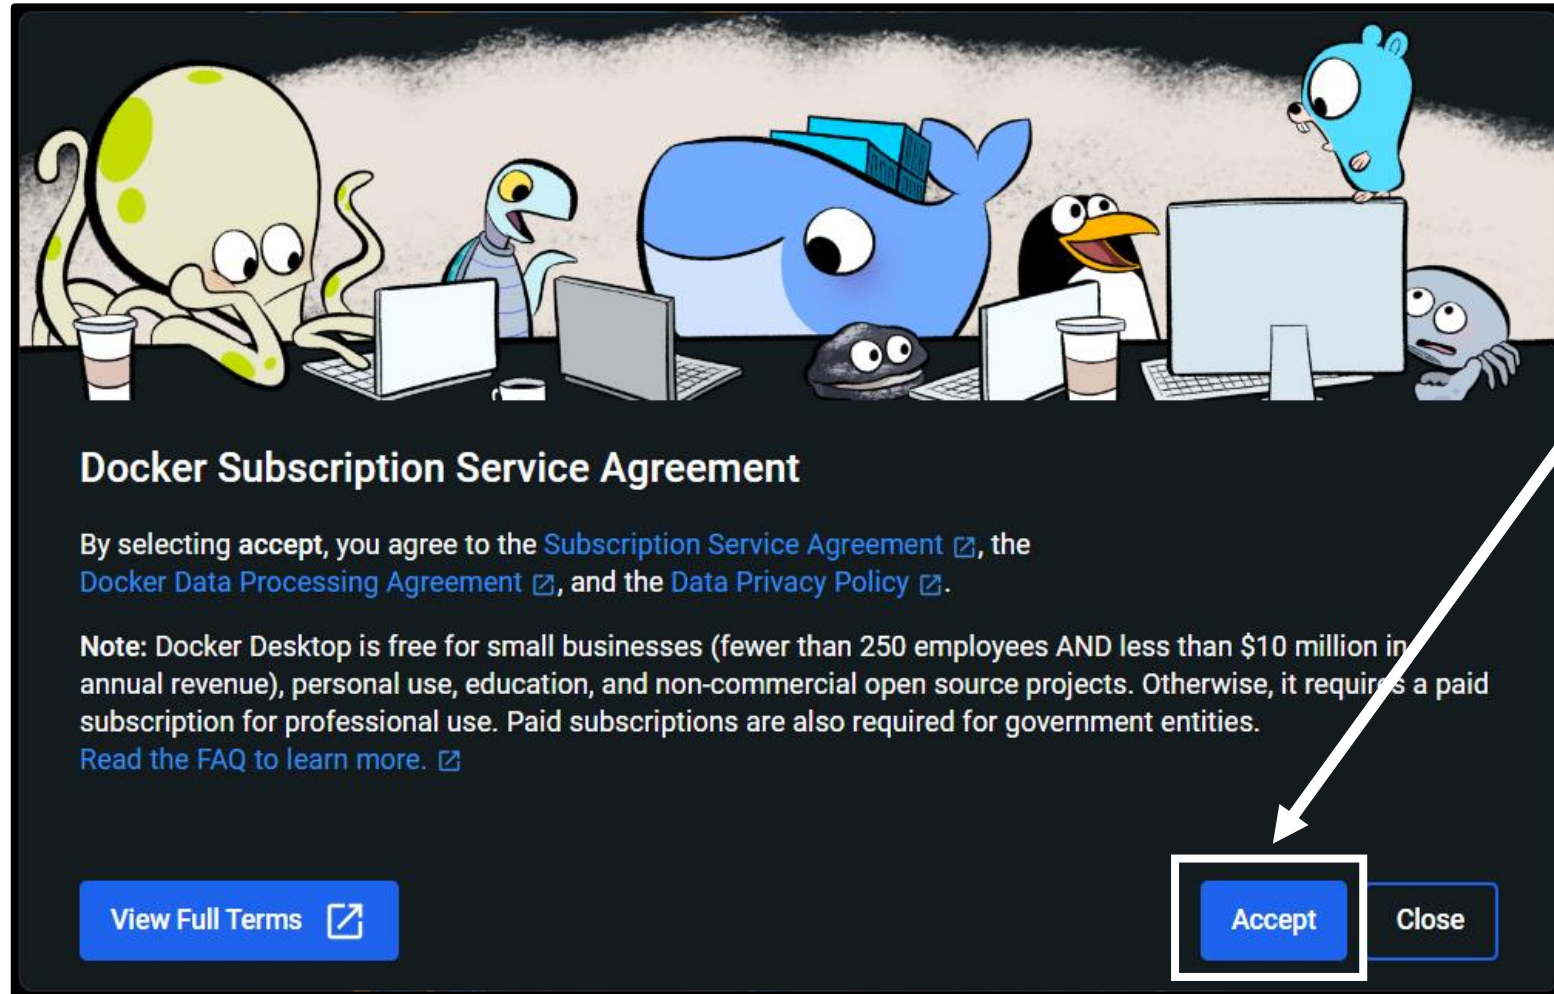 Docker Subscription Service Agreement
By selecting accept, you agree to the Subscription Service Agreement, the
Docker Data Processing Agreement, and the Data Privacy Policy.
Note: Docker Desktop is free for small businesses (fewer than 250 employees AND less than $10 million in
annual revenue), personal use, education, and non-commercial open source projects. Otherwise, it requires a paid
subscription for professional use. Paid subscriptions are also required for government entities.
Read the FAQ to learn more.
View Full Terms
Accept
Close